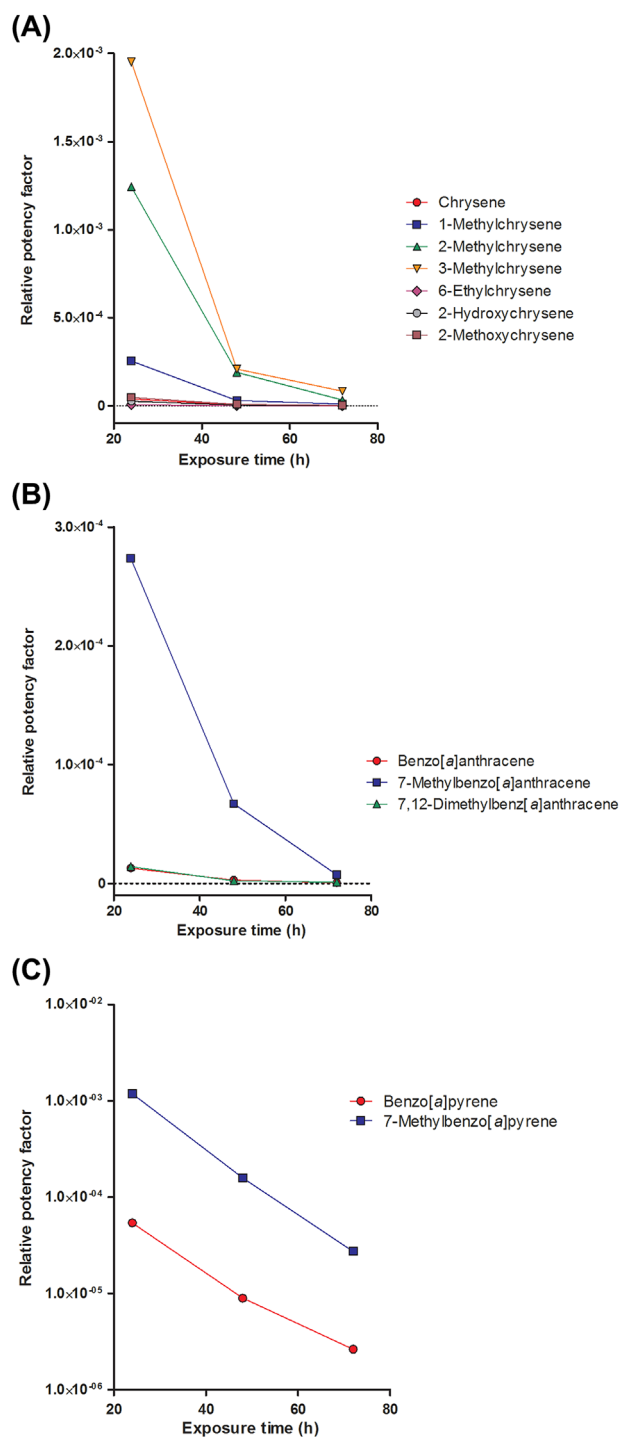 (A)
2.0×10⁻³
1.5×10⁻³
1.0×10⁻³
5.0×10⁻⁴
0
Relative potency factor
20 40 60 80
Exposure time (h)
Chrysene
1-Methylchrysene
2-Methylchrysene
3-Methylchrysene
6-Ethylchrysene
2-Hydroxychrysene
2-Methoxychrysene
(B)
3.0×10⁻⁴
2.0×10⁻⁴
1.0×10⁻⁴
0
Relative potency factor
20 40 60 80
Exposure time (h)
Benzo[a]anthracene
7-Methylbenzo[a]anthracene
7,12-Dimethylbenz[a]anthracene
(C)
1.0×10⁻⁰²
1.0×10⁻⁰³
1.0×10⁻⁰⁴
1.0×10⁻⁰⁵
1.0×10⁻⁰⁶
Relative potency factor
20 40 60 80
Exposure time (h)
Benzo[a]pyrene
7-Methylbenzo[a]pyrene